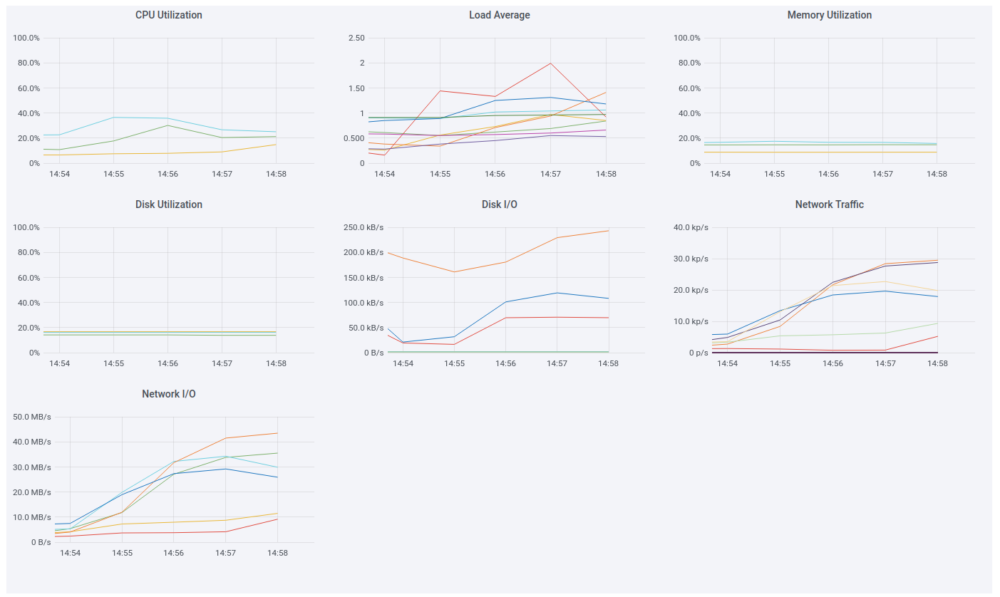 CPU Utilization
100.0%
80.0%
60.0%
40.0%
20.0%
0%
14:54 14:55 14:56 14:57 14:58
Load Average
2.50
2
1.50
1
0.500
0
14:54 14:55 14:56 14:57 14:58
Memory Utilization
100.0%
80.0%
60.0%
40.0%
20.0%
0%
14:54 14:55 14:56 14:57 14:58
Disk Utilization
100.0%
80.0%
60.0%
40.0%
20.0%
0%
14:54 14:55 14:56 14:57 14:58
Disk I/O
250.0 kB/s
200.0 kB/s
150.0 kB/s
100.0 kB/s
50.0 kB/s
0 B/s
14:54 14:55 14:56 14:57 14:58
Network Traffic
40.0 kp/s
30.0 kp/s
20.0 kp/s
10.0 kp/s
0 p/s
14:54 14:55 14:56 14:57 14:58
Network I/O
50.0 MB/s
40.0 MB/s
30.0 MB/s
20.0 MB/s
10.0 MB/s
0 B/s
14:54 14:55 14:56 14:57 14:58